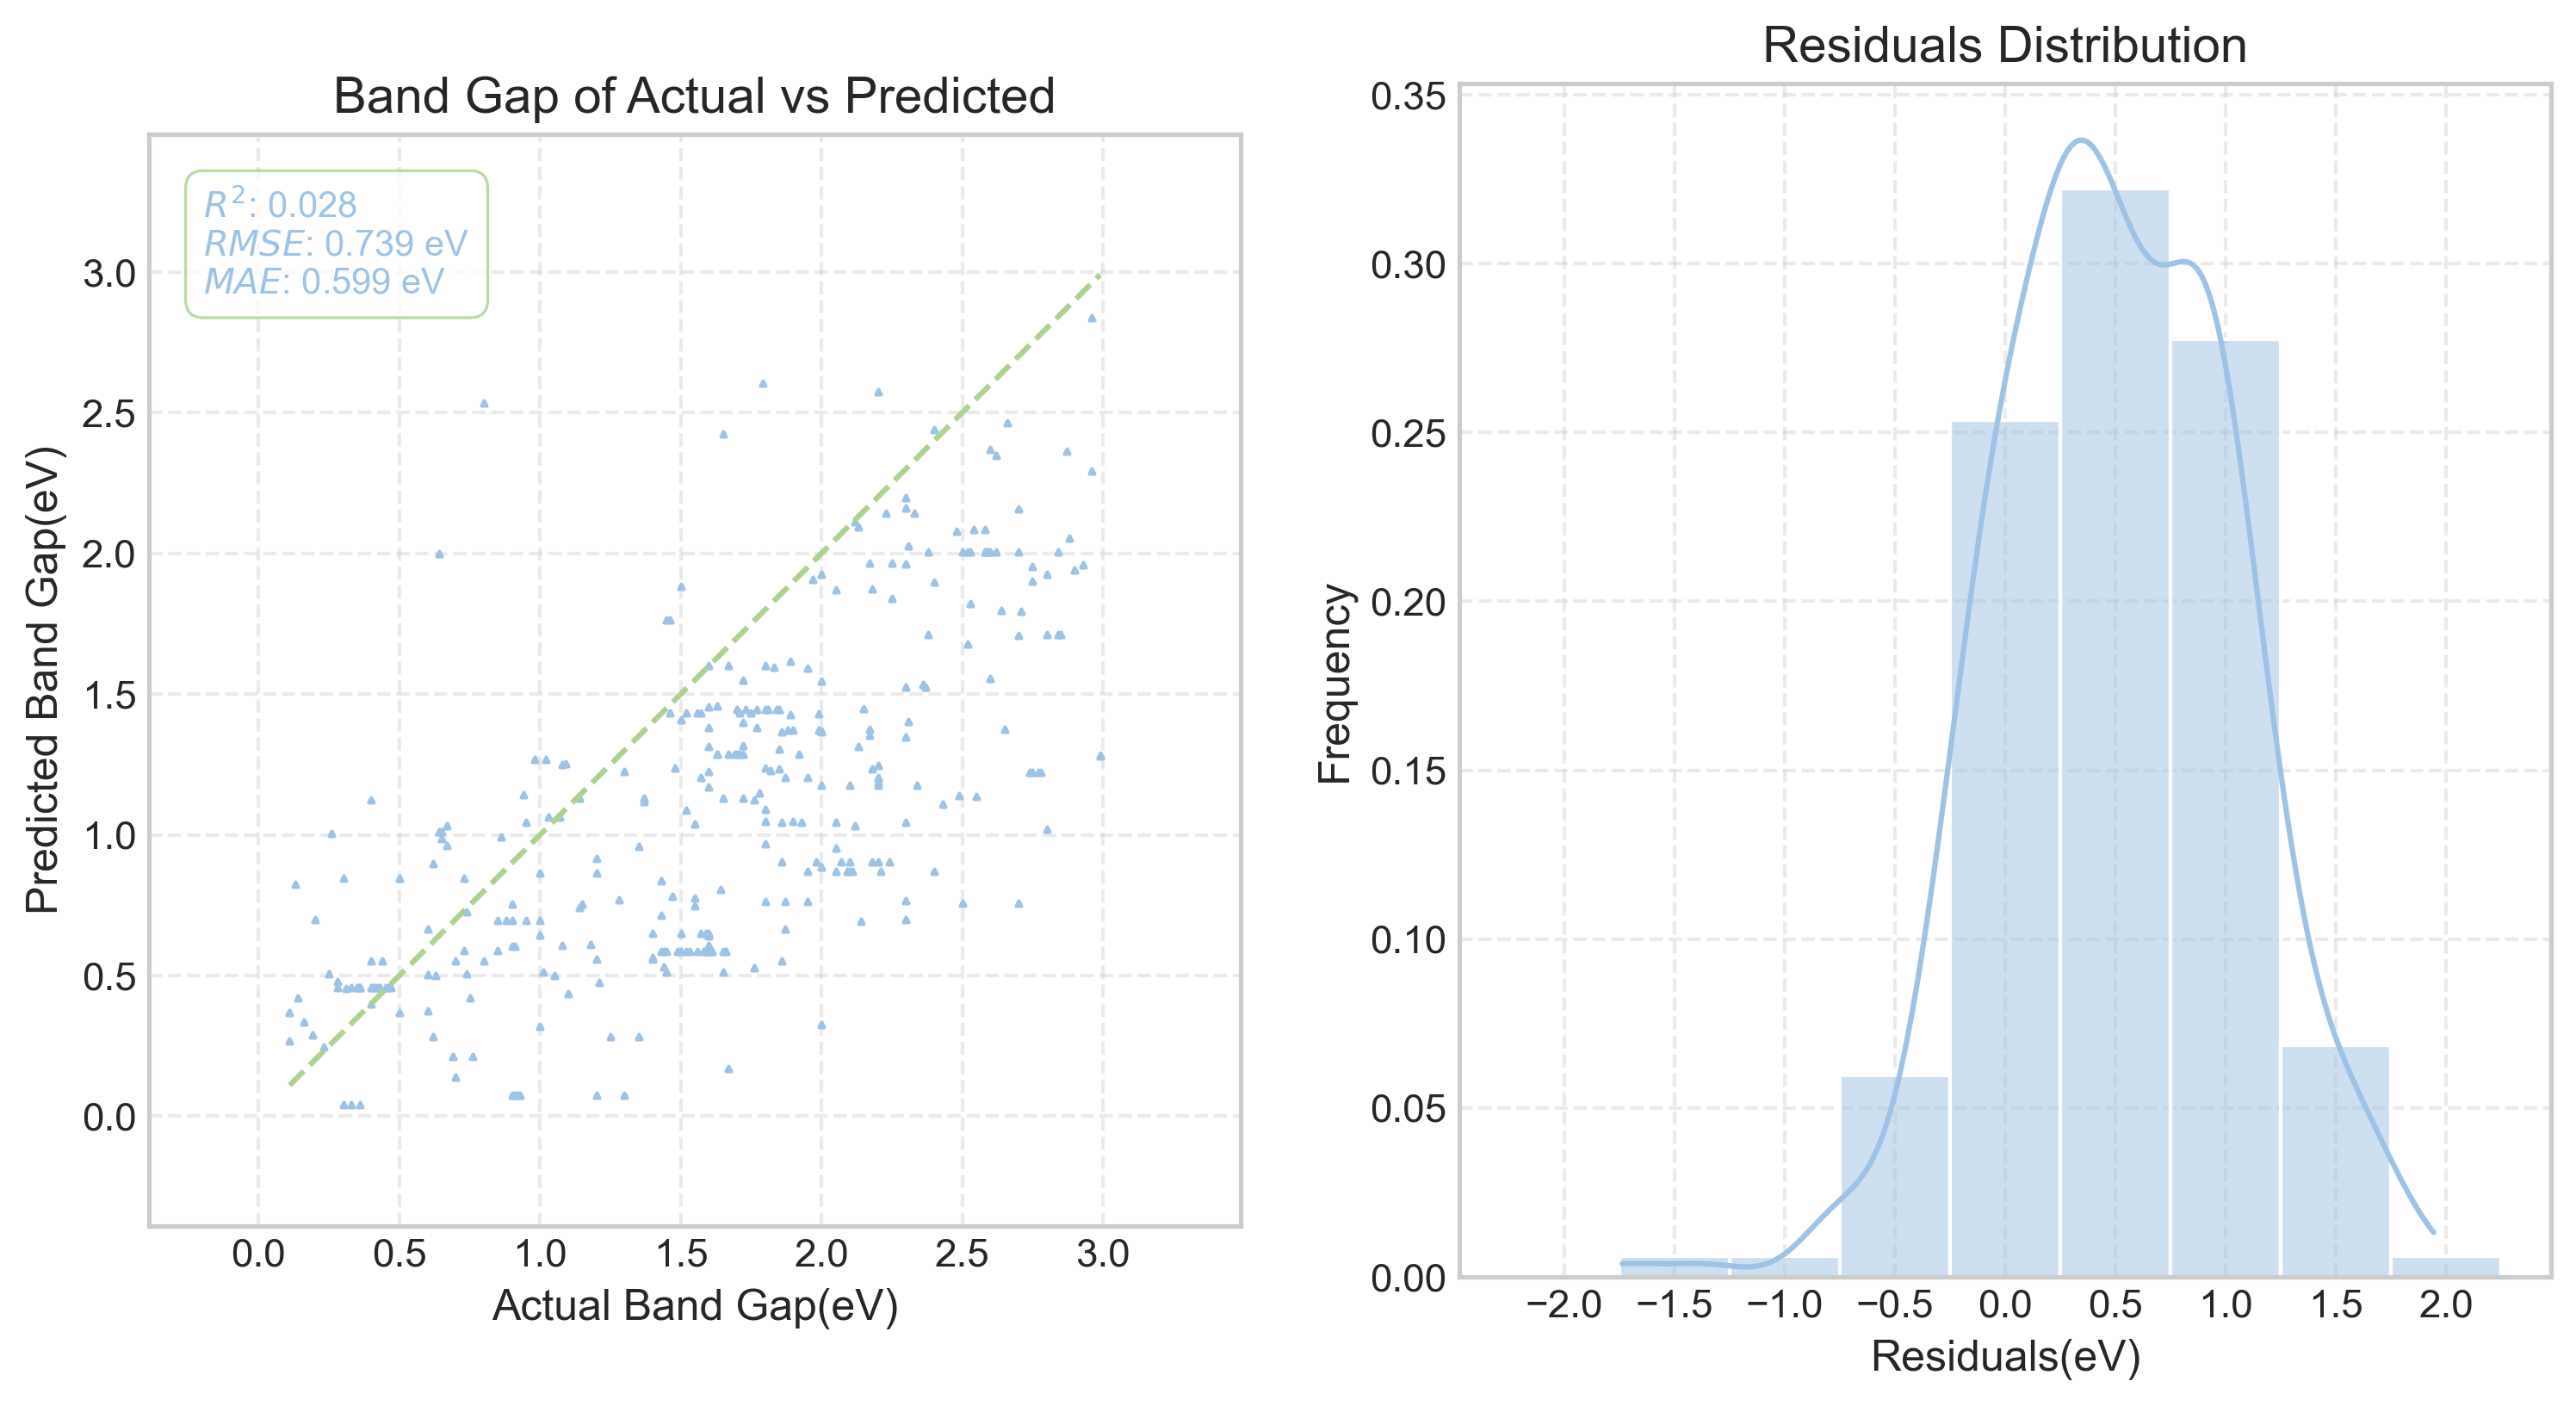 Band Gap of Actual vs Predicted
R²: 0.028
RMSE: 0.739 eV
MAE: 0.599 eV
3.0
2.5
2.0
1.5
1.0
0.5
0.0
Predicted Band Gap(eV)
0.0 0.5 1.0 1.5 2.0 2.5 3.0
Actual Band Gap(eV)
Residuals Distribution
0.35
0.30
0.25
0.20
0.15
0.10
0.05
0.00
Frequency
−2.0 −1.5 −1.0 −0.5 0.0 0.5 1.0 1.5 2.0
Residuals(eV)